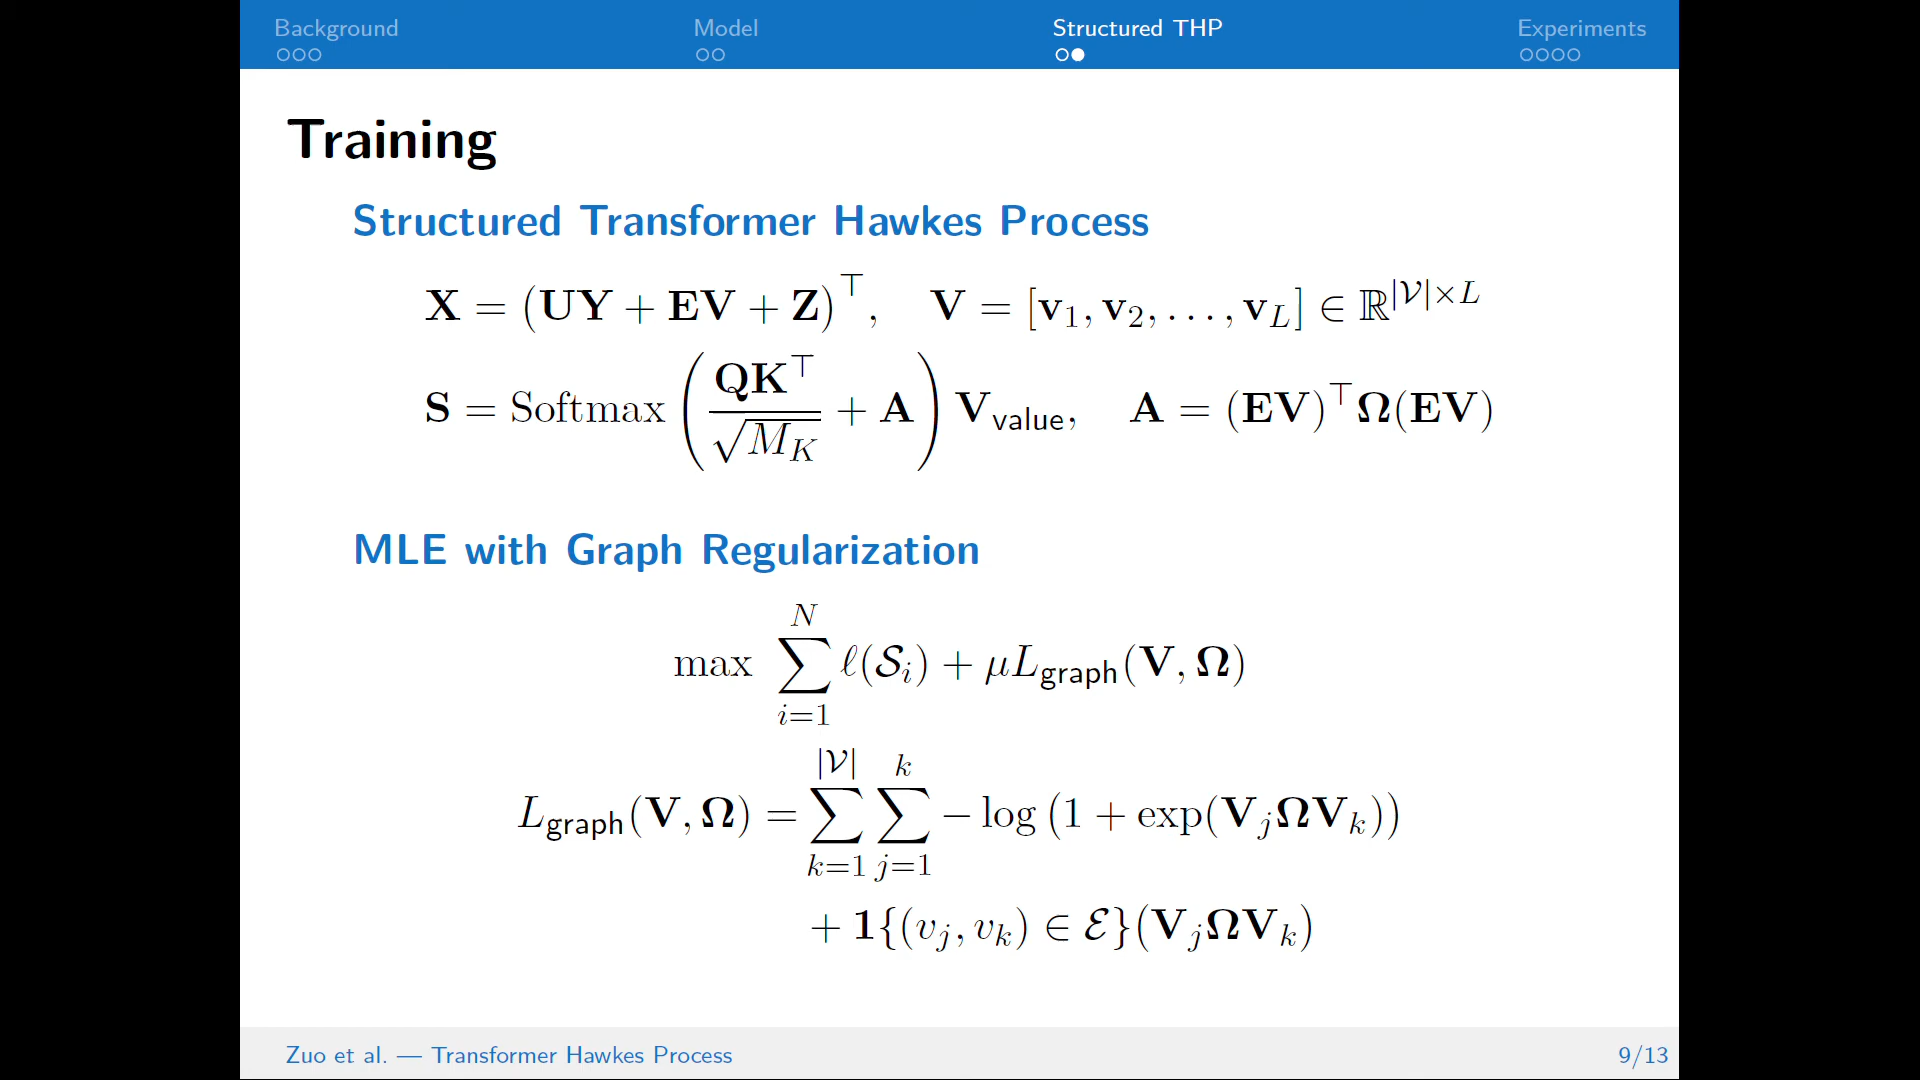 Background Model Structured THP Experiments
Training
Structured Transformer Hawkes Process
X = (UY + EV + Z)^⊤, V = [v_1, v_2, . . . , v_L] ∈ ℝ^{|𝒱|×L}
S = Softmax (QK^⊤ / √M_K + A) V_value, A = (EV)^⊤Ω(EV)
MLE with Graph Regularization
max ∑_{i=1}^{N} ℓ(𝒮_i) + μL_graph(V, Ω)
L_graph(V, Ω) = ∑_{k=1}^{|𝒱|} ∑_{j=1}^{k} − log (1 + exp(V_jΩV_k))
+ 1{(v_j, v_k) ∈ ℰ}(V_jΩV_k)
Zuo et al. — Transformer Hawkes Process 9/13